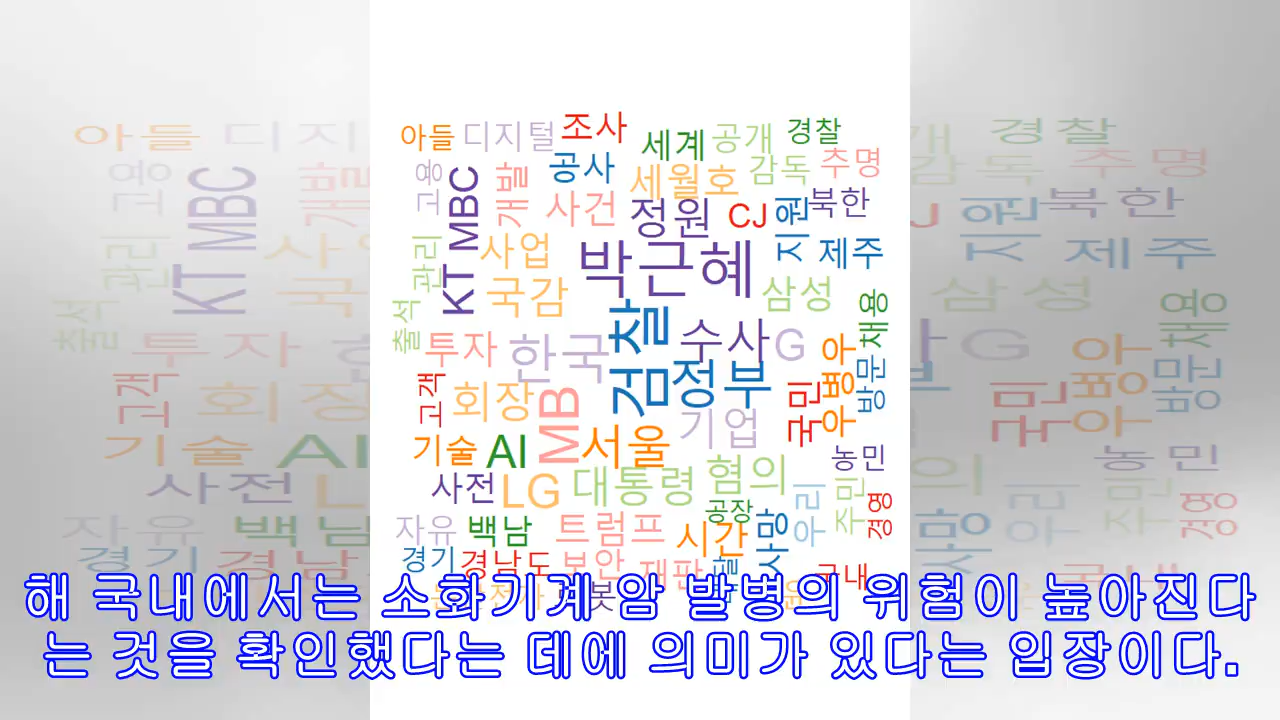 아들 디지털 조사 세계 공개 경찰
고용 MBC 개발 공사 세월호 감독 추명
사건 정원 CJ 지원 북한
관리 KT 사업 박근혜 제주
국감 삼성
출석 투자 한국 검찰 수사 G 채용
고객 회장 MB 정부 국민 우병우 방문
기술 AI 서울 기업 농민
사전 LG 대통령 혐의 주민
자유 백남 트럼프 공장 시간 사망 우리 경영
경기 경남도 보안 재판
해 국내에서는 소화기계 암 발병의 위험이 높아진다
는 것을 확인했다는 데에 의미가 있다는 입장이다.